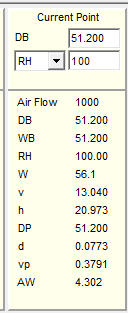 Current Point
DB 51.200
RH 100
Air Flow 1000
DB 51.200
WB 51.200
RH 100.00
W 56.1
v 13.040
h 20.973
DP 51.200
d 0.0773
vp 0.3791
AW 4.302